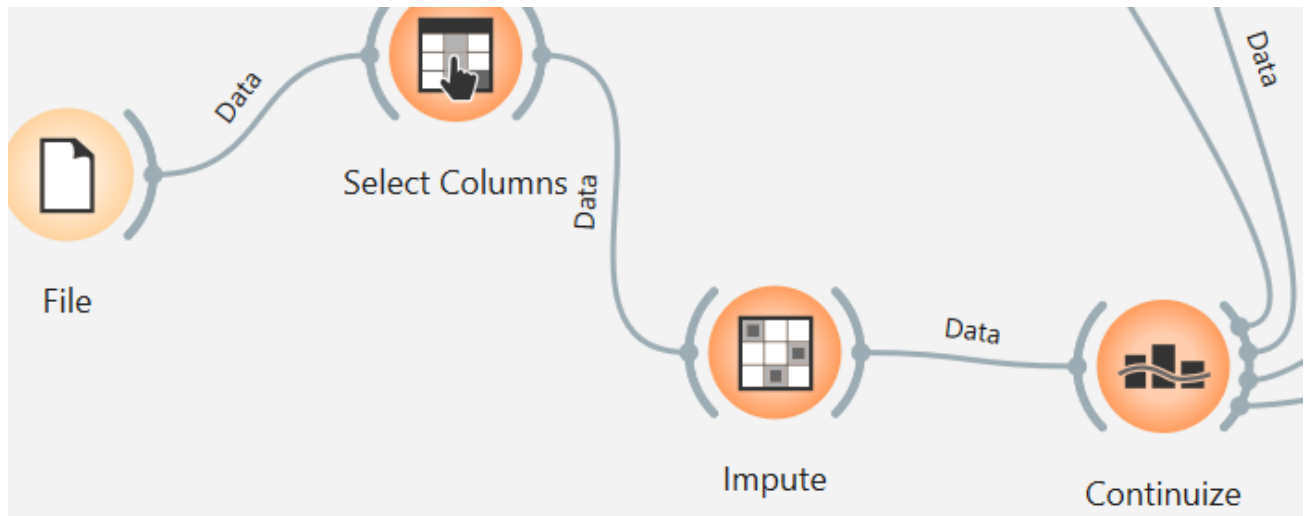 Data
Data
Select Columns
Data
File
Data
Impute
Continuize